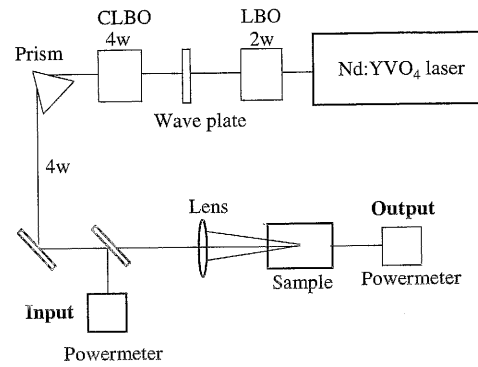 CLBO
4w
LBO
2w
Nd:YVO₄ laser
Prism
Wave plate
4w
Lens
Output
Sample
Powermeter
Input
Powermeter